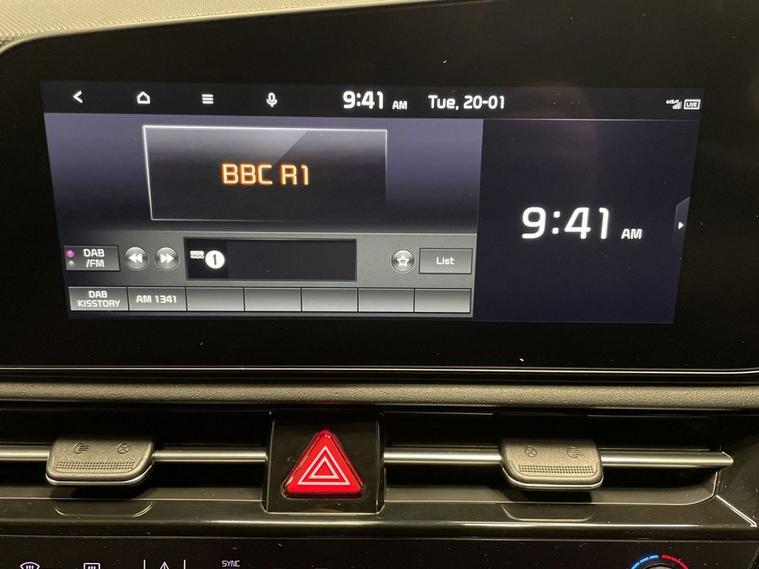 9:41 AM Tue, 20-01
LIVE
BBC R1
9:41 AM
DAB
/FM
1
List
DAB
KISSTORY
AM 1341
SYNC